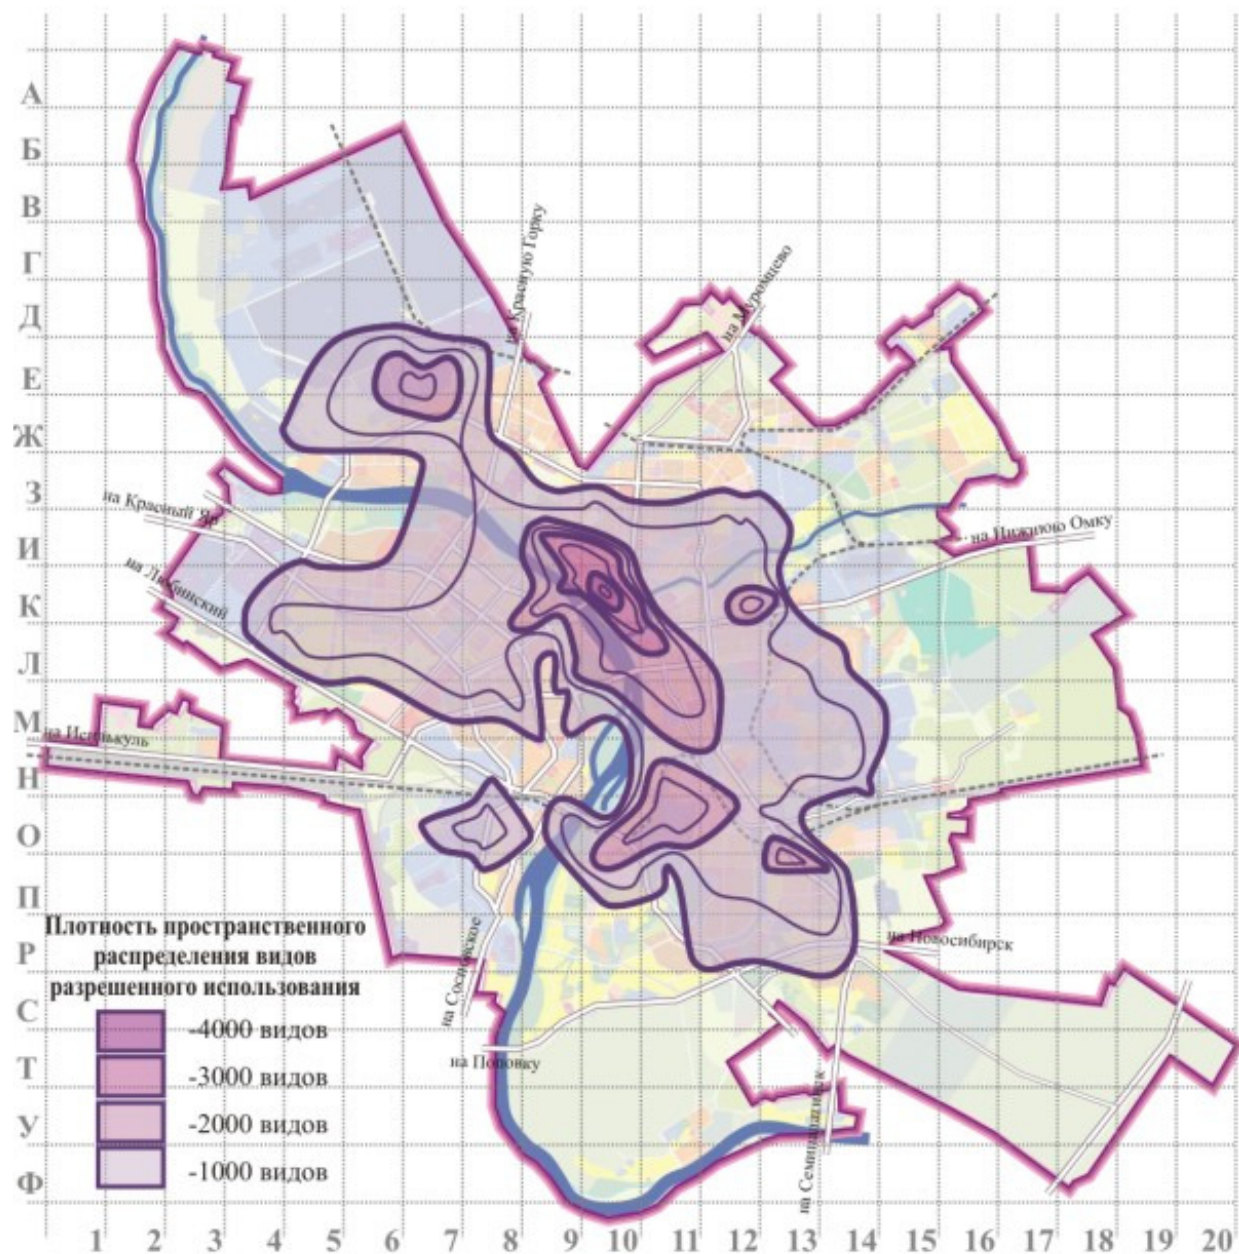 А
Б
В
Г
Д
Е
Ж
З
И
К
Л
М
Н
О
П
Р
С
Т
У
Ф
на Красную Горку
на Муромцево
на Красный Яр
на Любинский
на Нижнюю Омку
на Исилькуль
на Новосибирск
на Сосновское
на Поповку
на Семипалатинск
Плотность пространственного
распределения видов
разрешенного использования
-4000 видов
-3000 видов
-2000 видов
-1000 видов
1 2 3 4 5 6 7 8 9 10 11 12 13 14 15 16 17 18 19 20